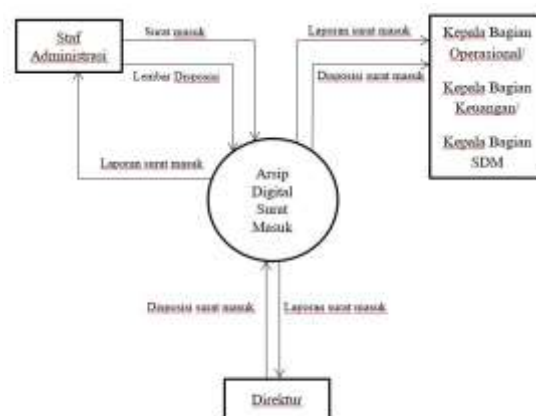 Staf
Administrasi
Surat masuk
Lembar Disposisi
Laporan surat masuk
Laporan surat masuk
Disposisi surat masuk
Kepala Bagian
Operasional/
Kepala Bagian
Keuangan/
Kepala Bagian
SDM
Arsip
Digital
Surat
Masuk
Disposisi surat masuk
Laporan surat masuk
Direktur